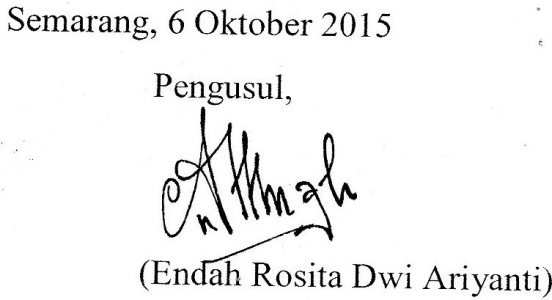 Semarang, 6 Oktober 2015
Pengusul,
(Endah Rosita Dwi Ariyanti)